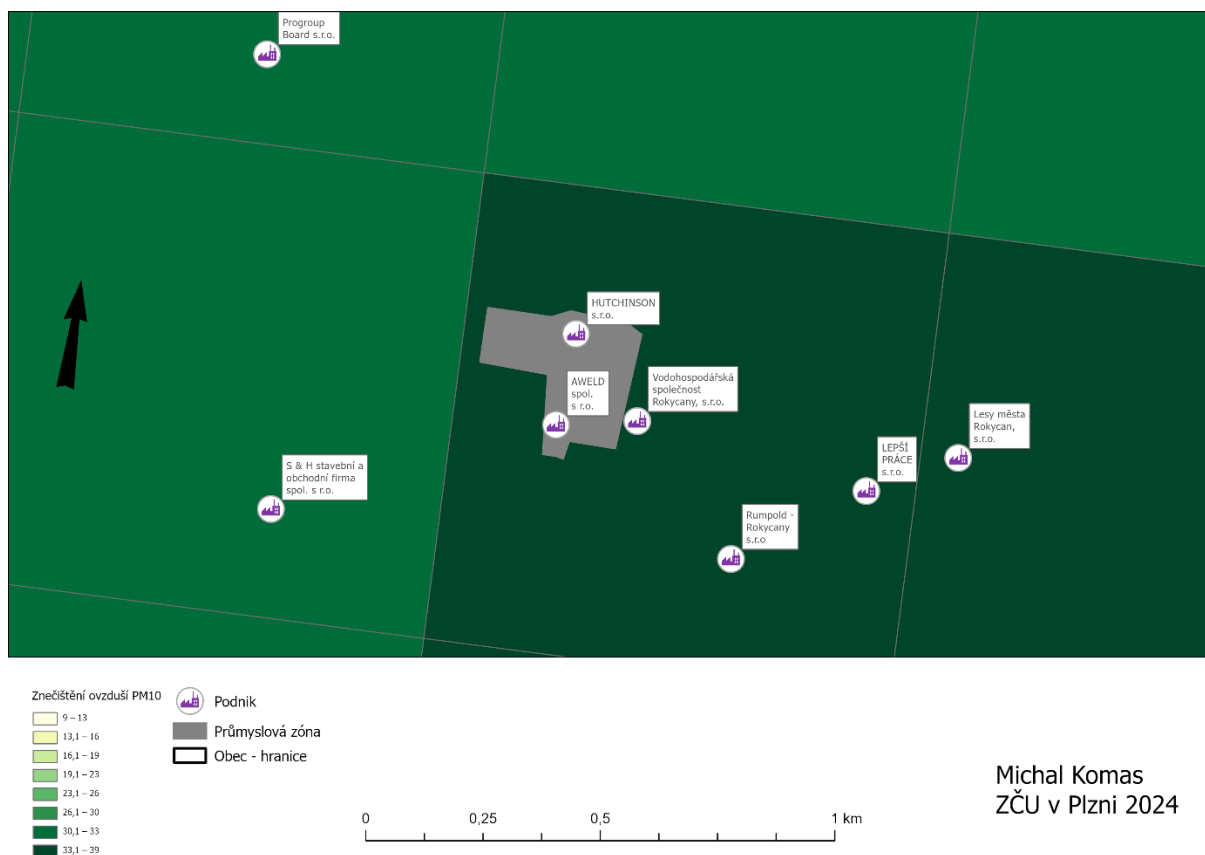 Progroup
Board s.r.o.
HUTCHINSON
s.r.o.
AWELD
spol.
s r.o.
Vodohospodářská
společnost
Rokycany, s.r.o.
Lesy města
Rokycan,
s.r.o.
LEPŠÍ
PRÁCE
s.r.o.
S & H stavební a
obchodní firma
spol. s r.o.
Rumpold -
Rokycany
s.r.o
Znečištění ovzduší PM10
9 – 13
13,1 – 16
16,1 – 19
19,1 – 23
23,1 – 26
26,1 – 30
30,1 – 33
33,1 – 39
Podnik
Průmyslová zóna
Obec - hranice
0 0,25 0,5 1 km
Michal Komas
ZČU v Plzni 2024